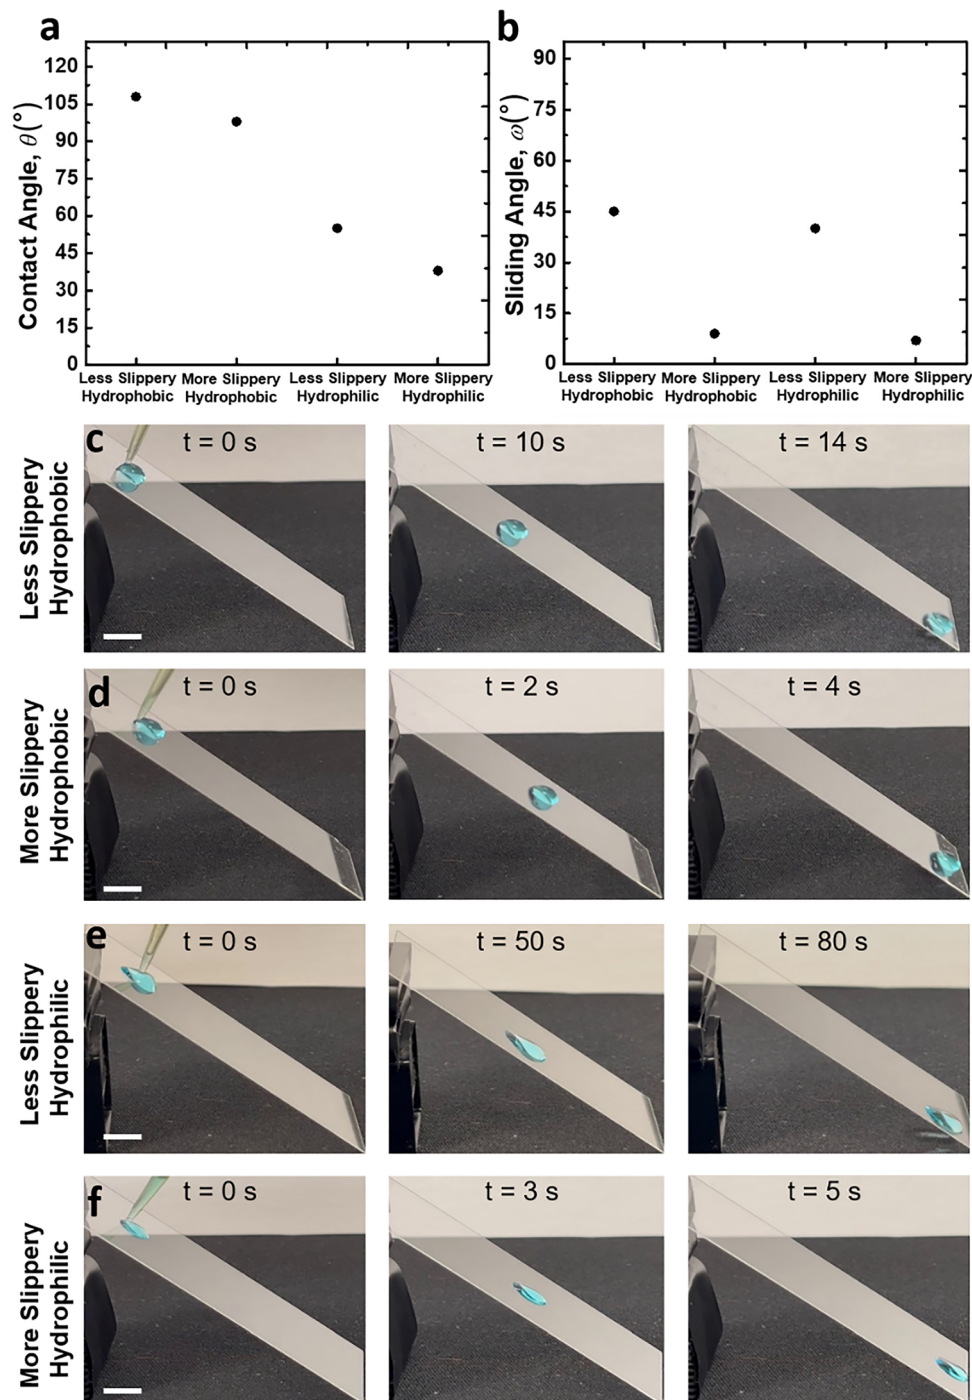 a
b
Contact Angle, θ(°)
120
105
90
75
60
45
30
15
0
Less Slippery
Hydrophobic
More Slippery
Hydrophobic
Less Slippery
Hydrophilic
More Slippery
Hydrophilic
Sliding Angle, ω(°)
90
75
60
45
30
15
0
Less Slippery
Hydrophobic
More Slippery
Hydrophobic
Less Slippery
Hydrophilic
More Slippery
Hydrophilic
c
Less Slippery
Hydrophobic
t = 0 s
t = 10 s
t = 14 s
d
More Slippery
Hydrophobic
t = 0 s
t = 2 s
t = 4 s
e
Less Slippery
Hydrophilic
t = 0 s
t = 50 s
t = 80 s
f
More Slippery
Hydrophilic
t = 0 s
t = 3 s
t = 5 s